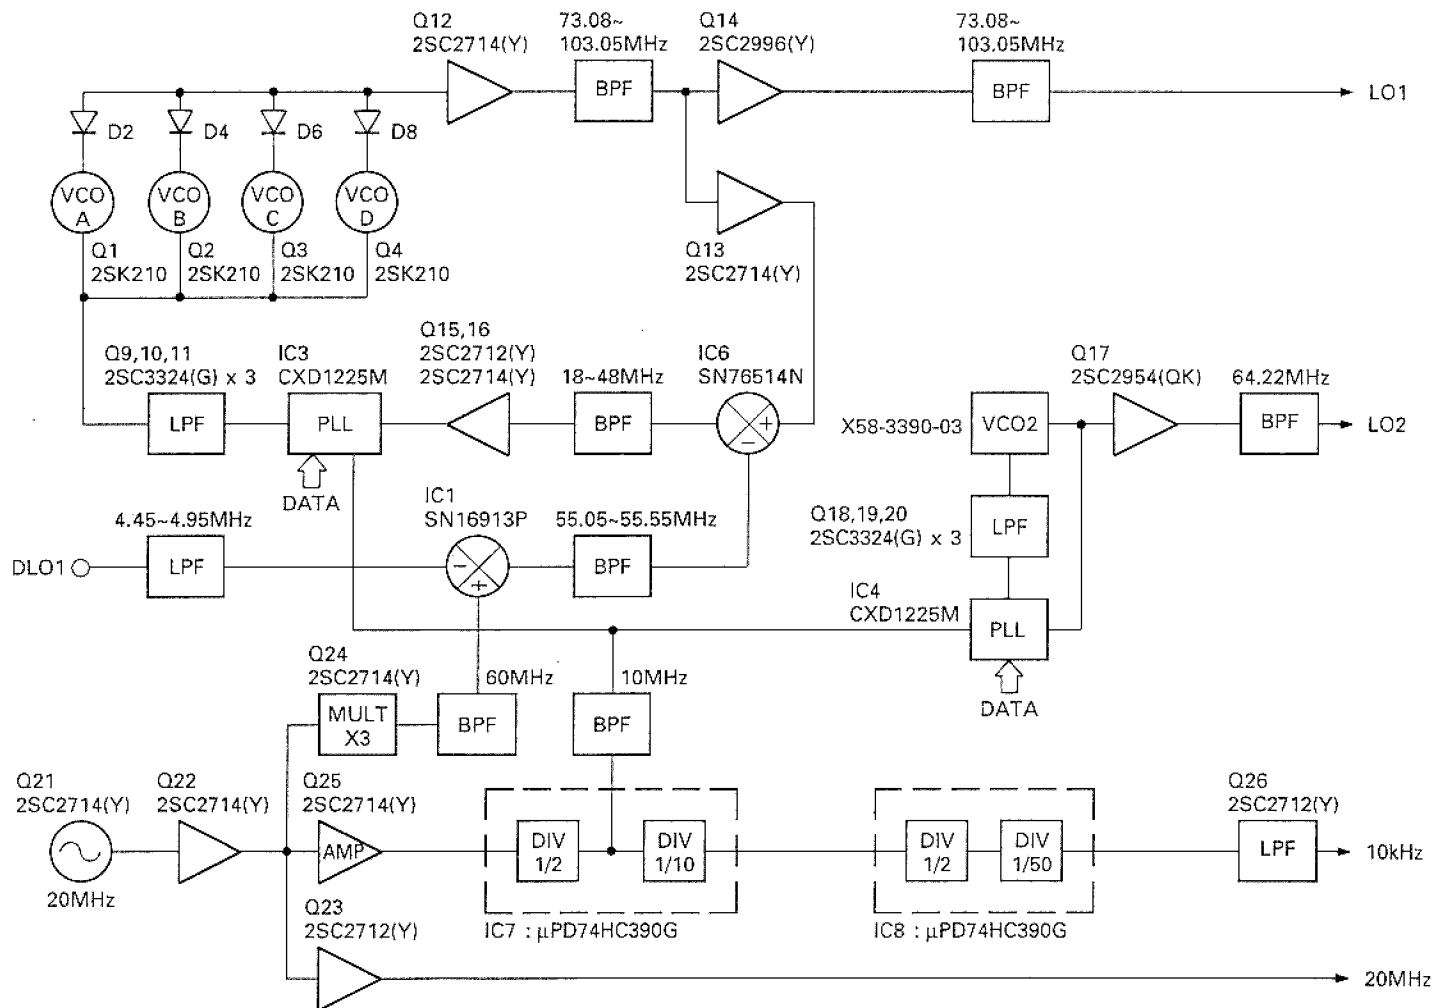 Q12
2SC2714(Y)
73.08~
103.05MHz
Q14
2SC2996(Y)
73.08~
103.05MHz
BPF
BPF
LO1
D2
D4
D6
D8
VCO
A
VCO
B
VCO
C
VCO
D
Q1
2SK210
Q2
2SK210
Q3
2SK210
Q4
2SK210
Q13
2SC2714(Y)
Q9,10,11
2SC3324(G) x 3
IC3
CXD1225M
Q15,16
2SC2712(Y)
2SC2714(Y)
18~48MHz
IC6
SN76514N
Q17
2SC2954(QK)
64.22MHz
LPF
PLL
BPF
+
−
X58-3390-03
VCO2
BPF
LO2
DATA
4.45~4.95MHz
IC1
SN16913P
55.05~55.55MHz
Q18,19,20
2SC3324(G) x 3
LPF
DLO1
LPF
−
+
BPF
IC4
CXD1225M
PLL
DATA
Q24
2SC2714(Y)
60MHz
10MHz
MULT
X3
BPF
BPF
Q21
2SC2714(Y)
Q22
2SC2714(Y)
Q25
2SC2714(Y)
Q26
2SC2712(Y)
20MHz
AMP
DIV
1/2
DIV
1/10
DIV
1/2
DIV
1/50
LPF
10kHz
IC7 : μPD74HC390G
IC8 : μPD74HC390G
Q23
2SC2712(Y)
20MHz